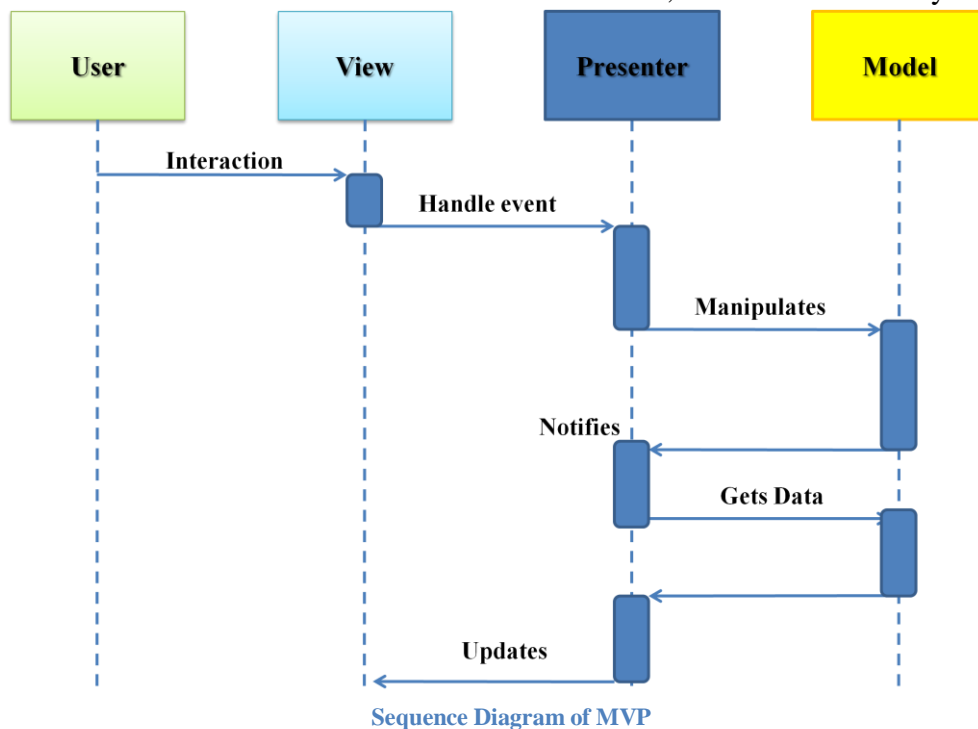 User View Presenter Model
Interaction
Handle event
Manipulates
Notifies
Gets Data
Updates
Sequence Diagram of MVP